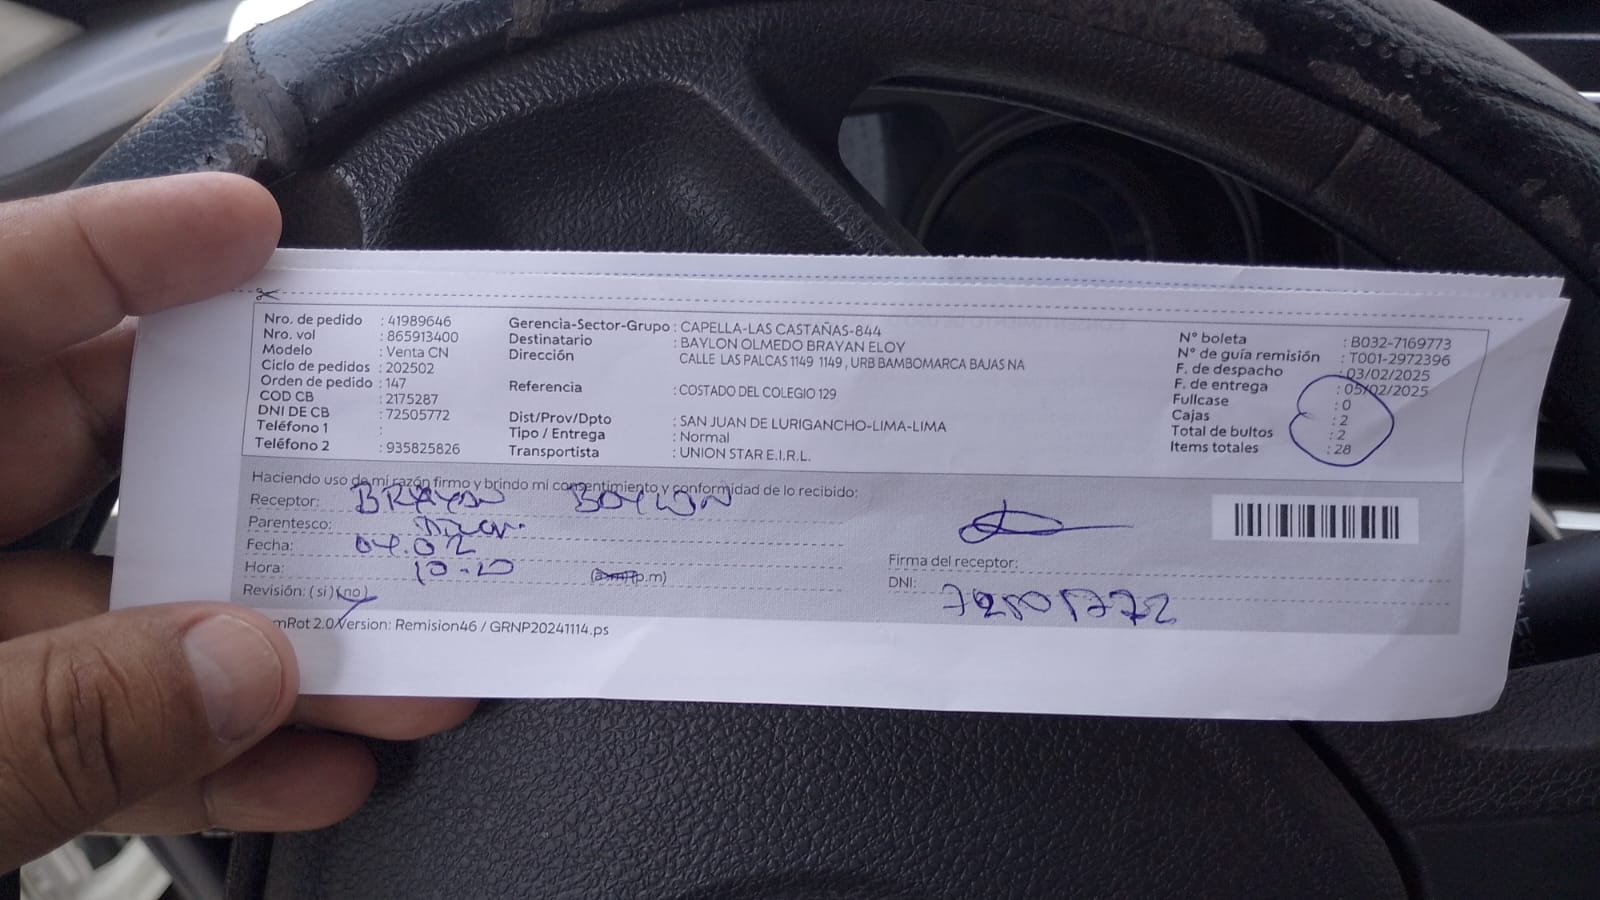 Nro. de pedido : 41989646
Nro. vol : 865913400
Modelo : Venta CN
Ciclo de pedidos : 202502
Orden de pedido : 147
COD CB : 2175287
DNI DE CB : 72505772
Teléfono 1 :
Teléfono 2 : 935825826
Gerencia-Sector-Grupo : CAPELLA-LAS CASTAÑAS-844
Destinatario : BAYLON OLMEDO BRAYAN ELOY
Dirección CALLE LAS PALCAS 1149 1149 , URB BAMBOMARCA BAJAS NA
Referencia : COSTADO DEL COLEGIO 129
Dist/Prov/Dpto : SAN JUAN DE LURIGANCHO-LIMA-LIMA
Tipo / Entrega : Normal
Transportista : UNION STAR E.I.R.L.
N° boleta : B032-7169773
N° de guía remisión : T001-2972396
F. de despacho : 03/02/2025
F. de entrega : 05/02/2025
Fullcase : 0
Cajas : 2
Total de bultos : 2
Items totales : 28
Haciendo uso de mi razón firmo y brindo mi consentimiento y conformidad de lo recibido:
Receptor: BRAYAN BAYLON
Parentesco:
Fecha: 04.02
Hora: 10-20 (a.m)(p.m)
Revisión: (si) (no)
Firma del receptor:
DNI: 72505772
mRot 2.0 Version: Remision46 / GRNP20241114.ps